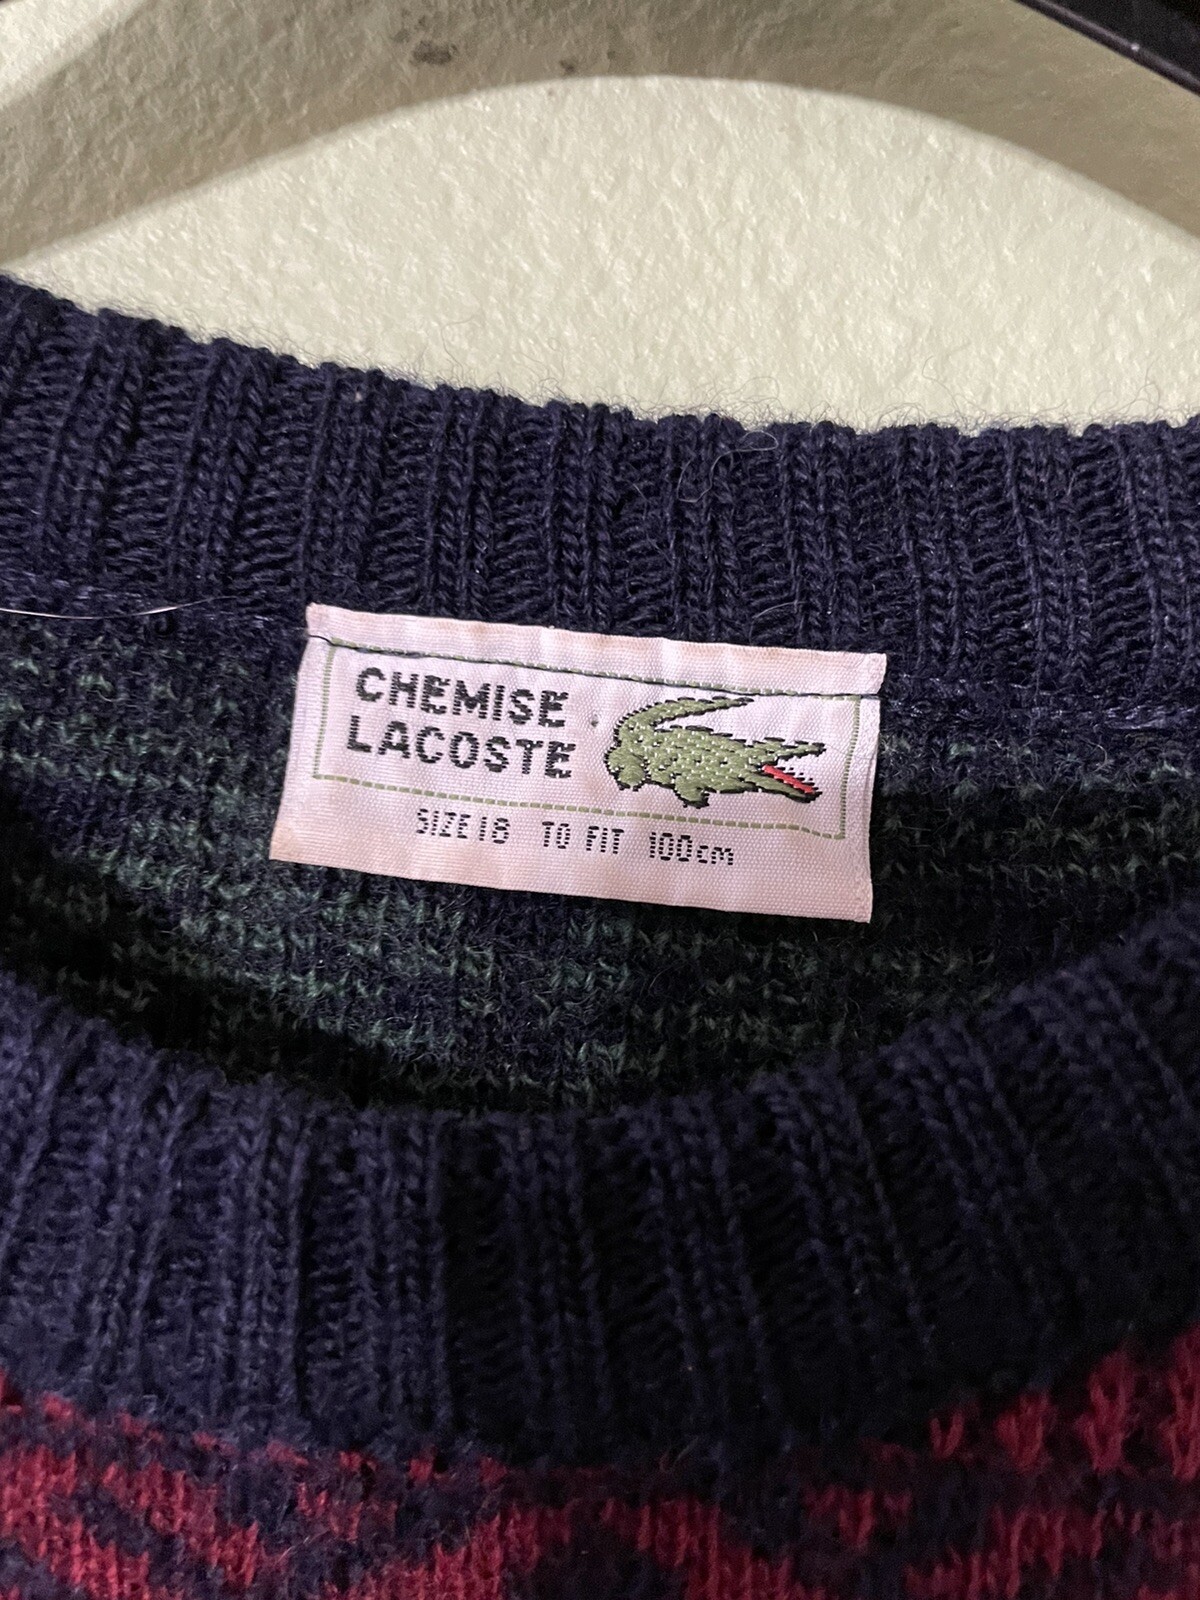 CHEMISE
LACOSTE
SIZE 18 TO FIT 100cm